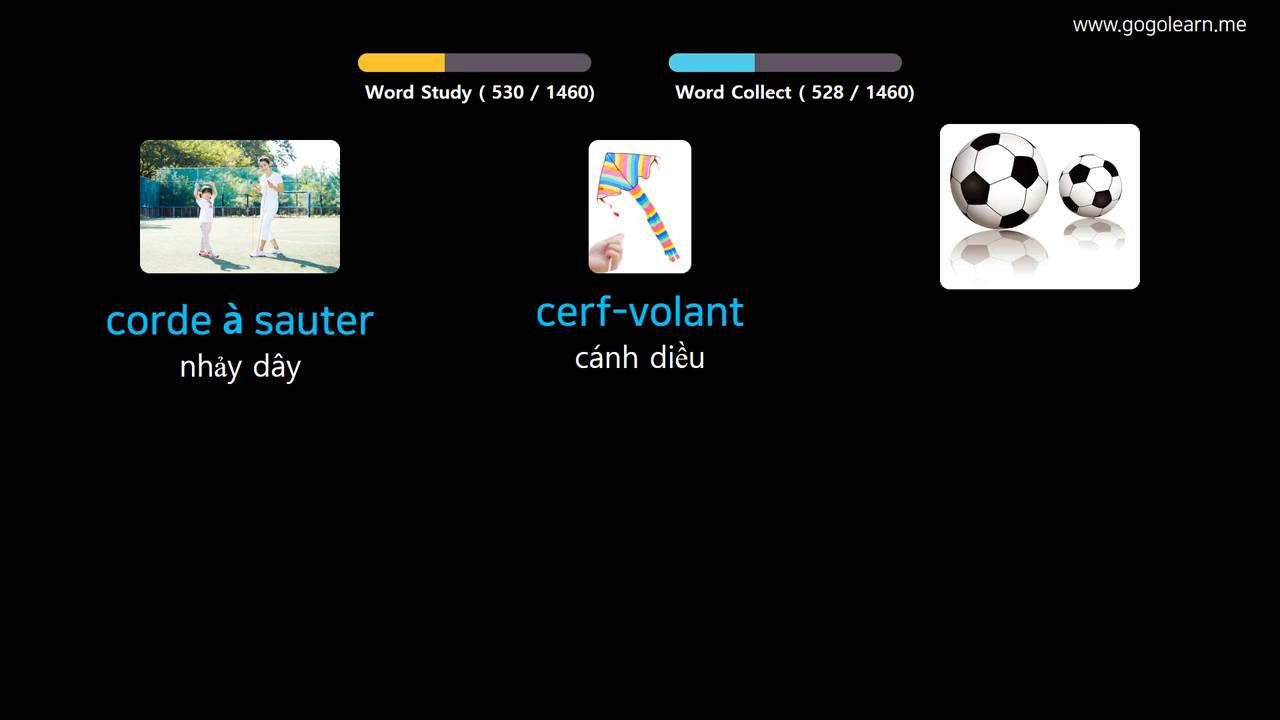 www.gogolearn.me
Word Study ( 530 / 1460)
Word Collect ( 528 / 1460)
corde à sauter
nhảy dây
cerf-volant
cánh diều